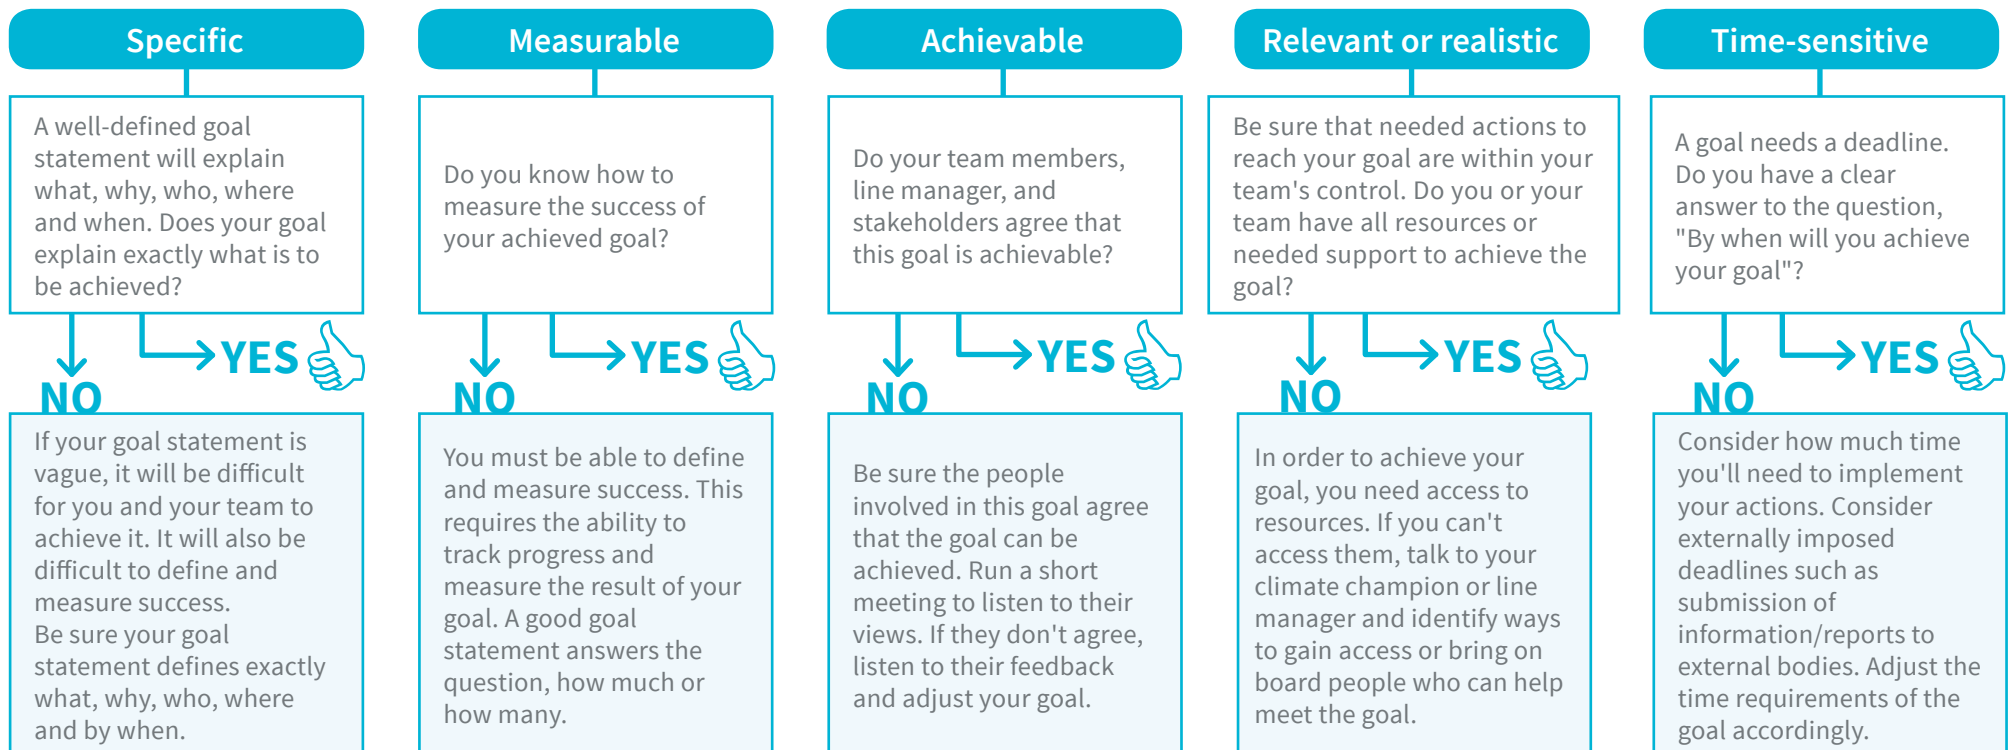 Specific
A well-defined goal
statement will explain
what, why, who, where
and when. Does your goal
explain exactly what is to
be achieved?
YES
NO
If your goal statement is
vague, it will be difficult
for you and your team to
achieve it. It will also be
difficult to define and
measure success.
Be sure your goal
statement defines exactly
what, why, who, where
and by when.
Measurable
Do you know how to
measure the success of
your achieved goal?
YES
NO
You must be able to define
and measure success. This
requires the ability to
track progress and
measure the result of your
goal. A good goal
statement answers the
question, how much or
how many.
Achievable
Do your team members,
line manager, and
stakeholders agree that
this goal is achievable?
YES
NO
Be sure the people
involved in this goal agree
that the goal can be
achieved. Run a short
meeting to listen to their
views. If they don't agree,
listen to their feedback
and adjust your goal.
Relevant or realistic
Be sure that needed actions to
reach your goal are within your
team's control. Do you or your
team have all resources or
needed support to achieve the
goal?
YES
NO
In order to achieve your
goal, you need access to
resources. If you can't
access them, talk to your
climate champion or line
manager and identify ways
to gain access or bring on
board people who can help
meet the goal.
Time-sensitive
A goal needs a deadline.
Do you have a clear
answer to the question,
"By when will you achieve
your goal"?
YES
NO
Consider how much time
you'll need to implement
your actions. Consider
externally imposed
deadlines such as
submission of
information/reports to
external bodies. Adjust the
time requirements of the
goal accordingly.